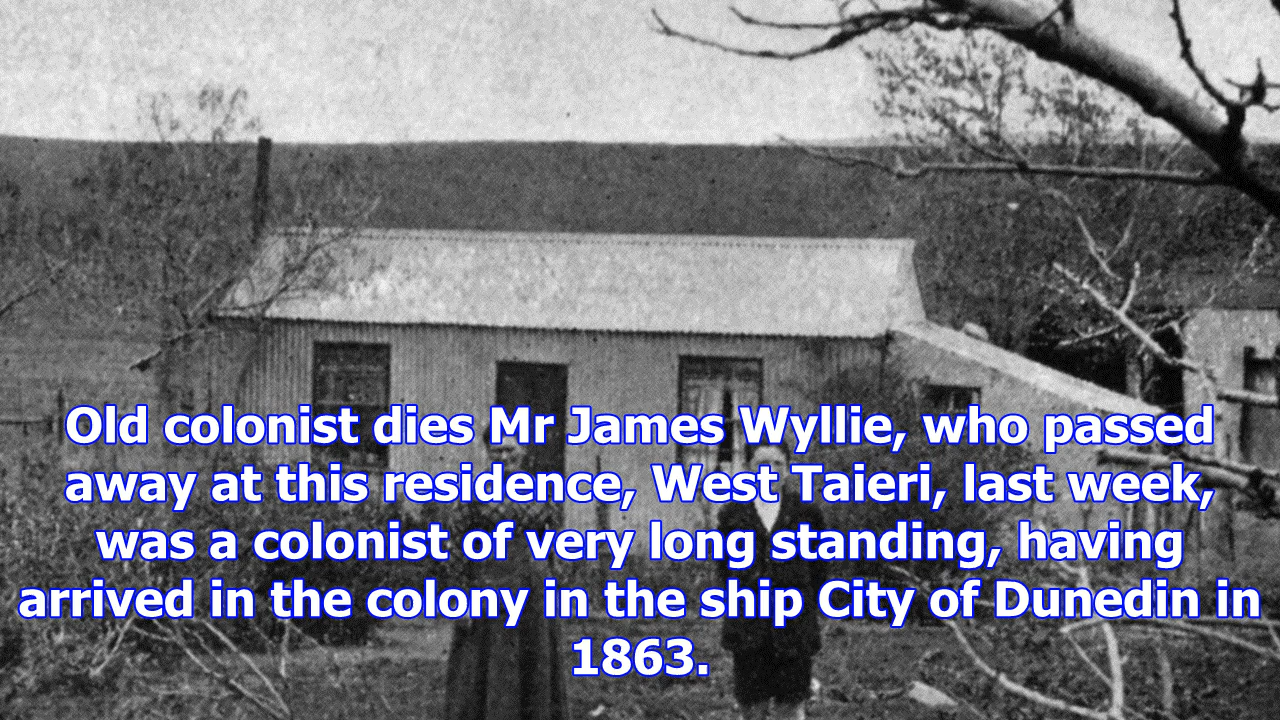 Old colonist dies Mr James Wyllie, who passed
away at this residence, West Taieri, last week,
was a colonist of very long standing, having
arrived in the colony in the ship City of Dunedin in
1863.